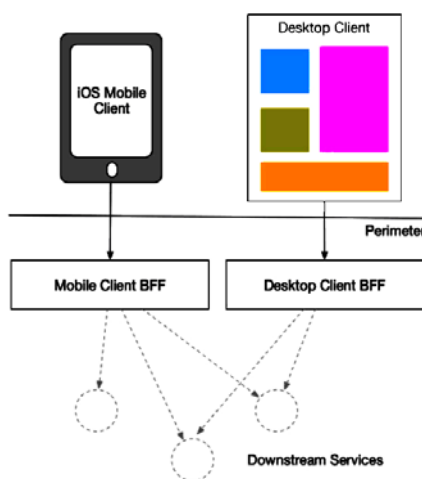 Desktop Client
iOS Mobile
Client
Perimeter
Mobile Client BFF
Desktop Client BFF
Downstream Services